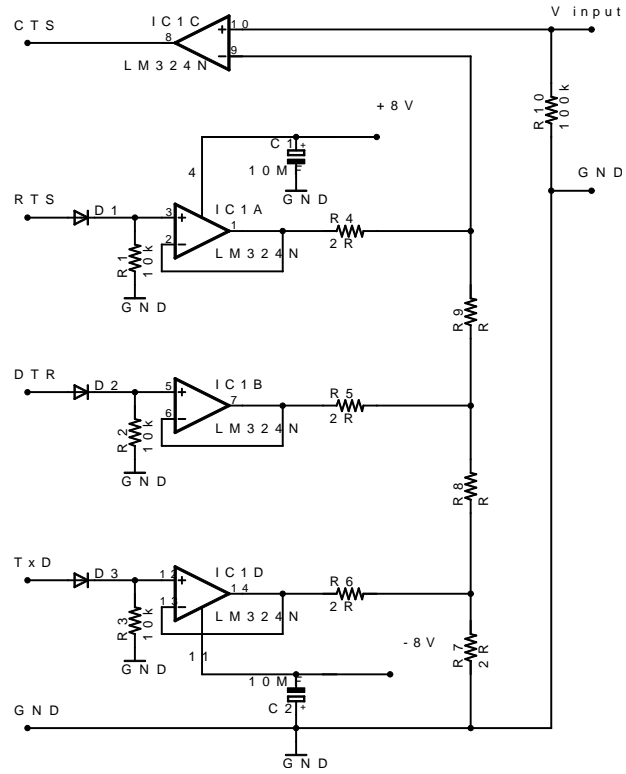 CTS
IC1C
8
+
10
-
9
LM324N
V input
R10
100k
+8V
C1
+
10MF
GND
4
GND
RTS
D1
3
+
2
-
IC1A
1
LM324N
R1
10k
GND
R4
2R
R9
R
DTR
D2
5
+
6
-
IC1B
7
LM324N
R2
10k
GND
R5
2R
R8
R
TxD
D3
12
+
13
-
IC1D
14
LM324N
R3
10k
GND
11
R6
2R
-8V
R7
2R
10MF
C2
+
GND
GND